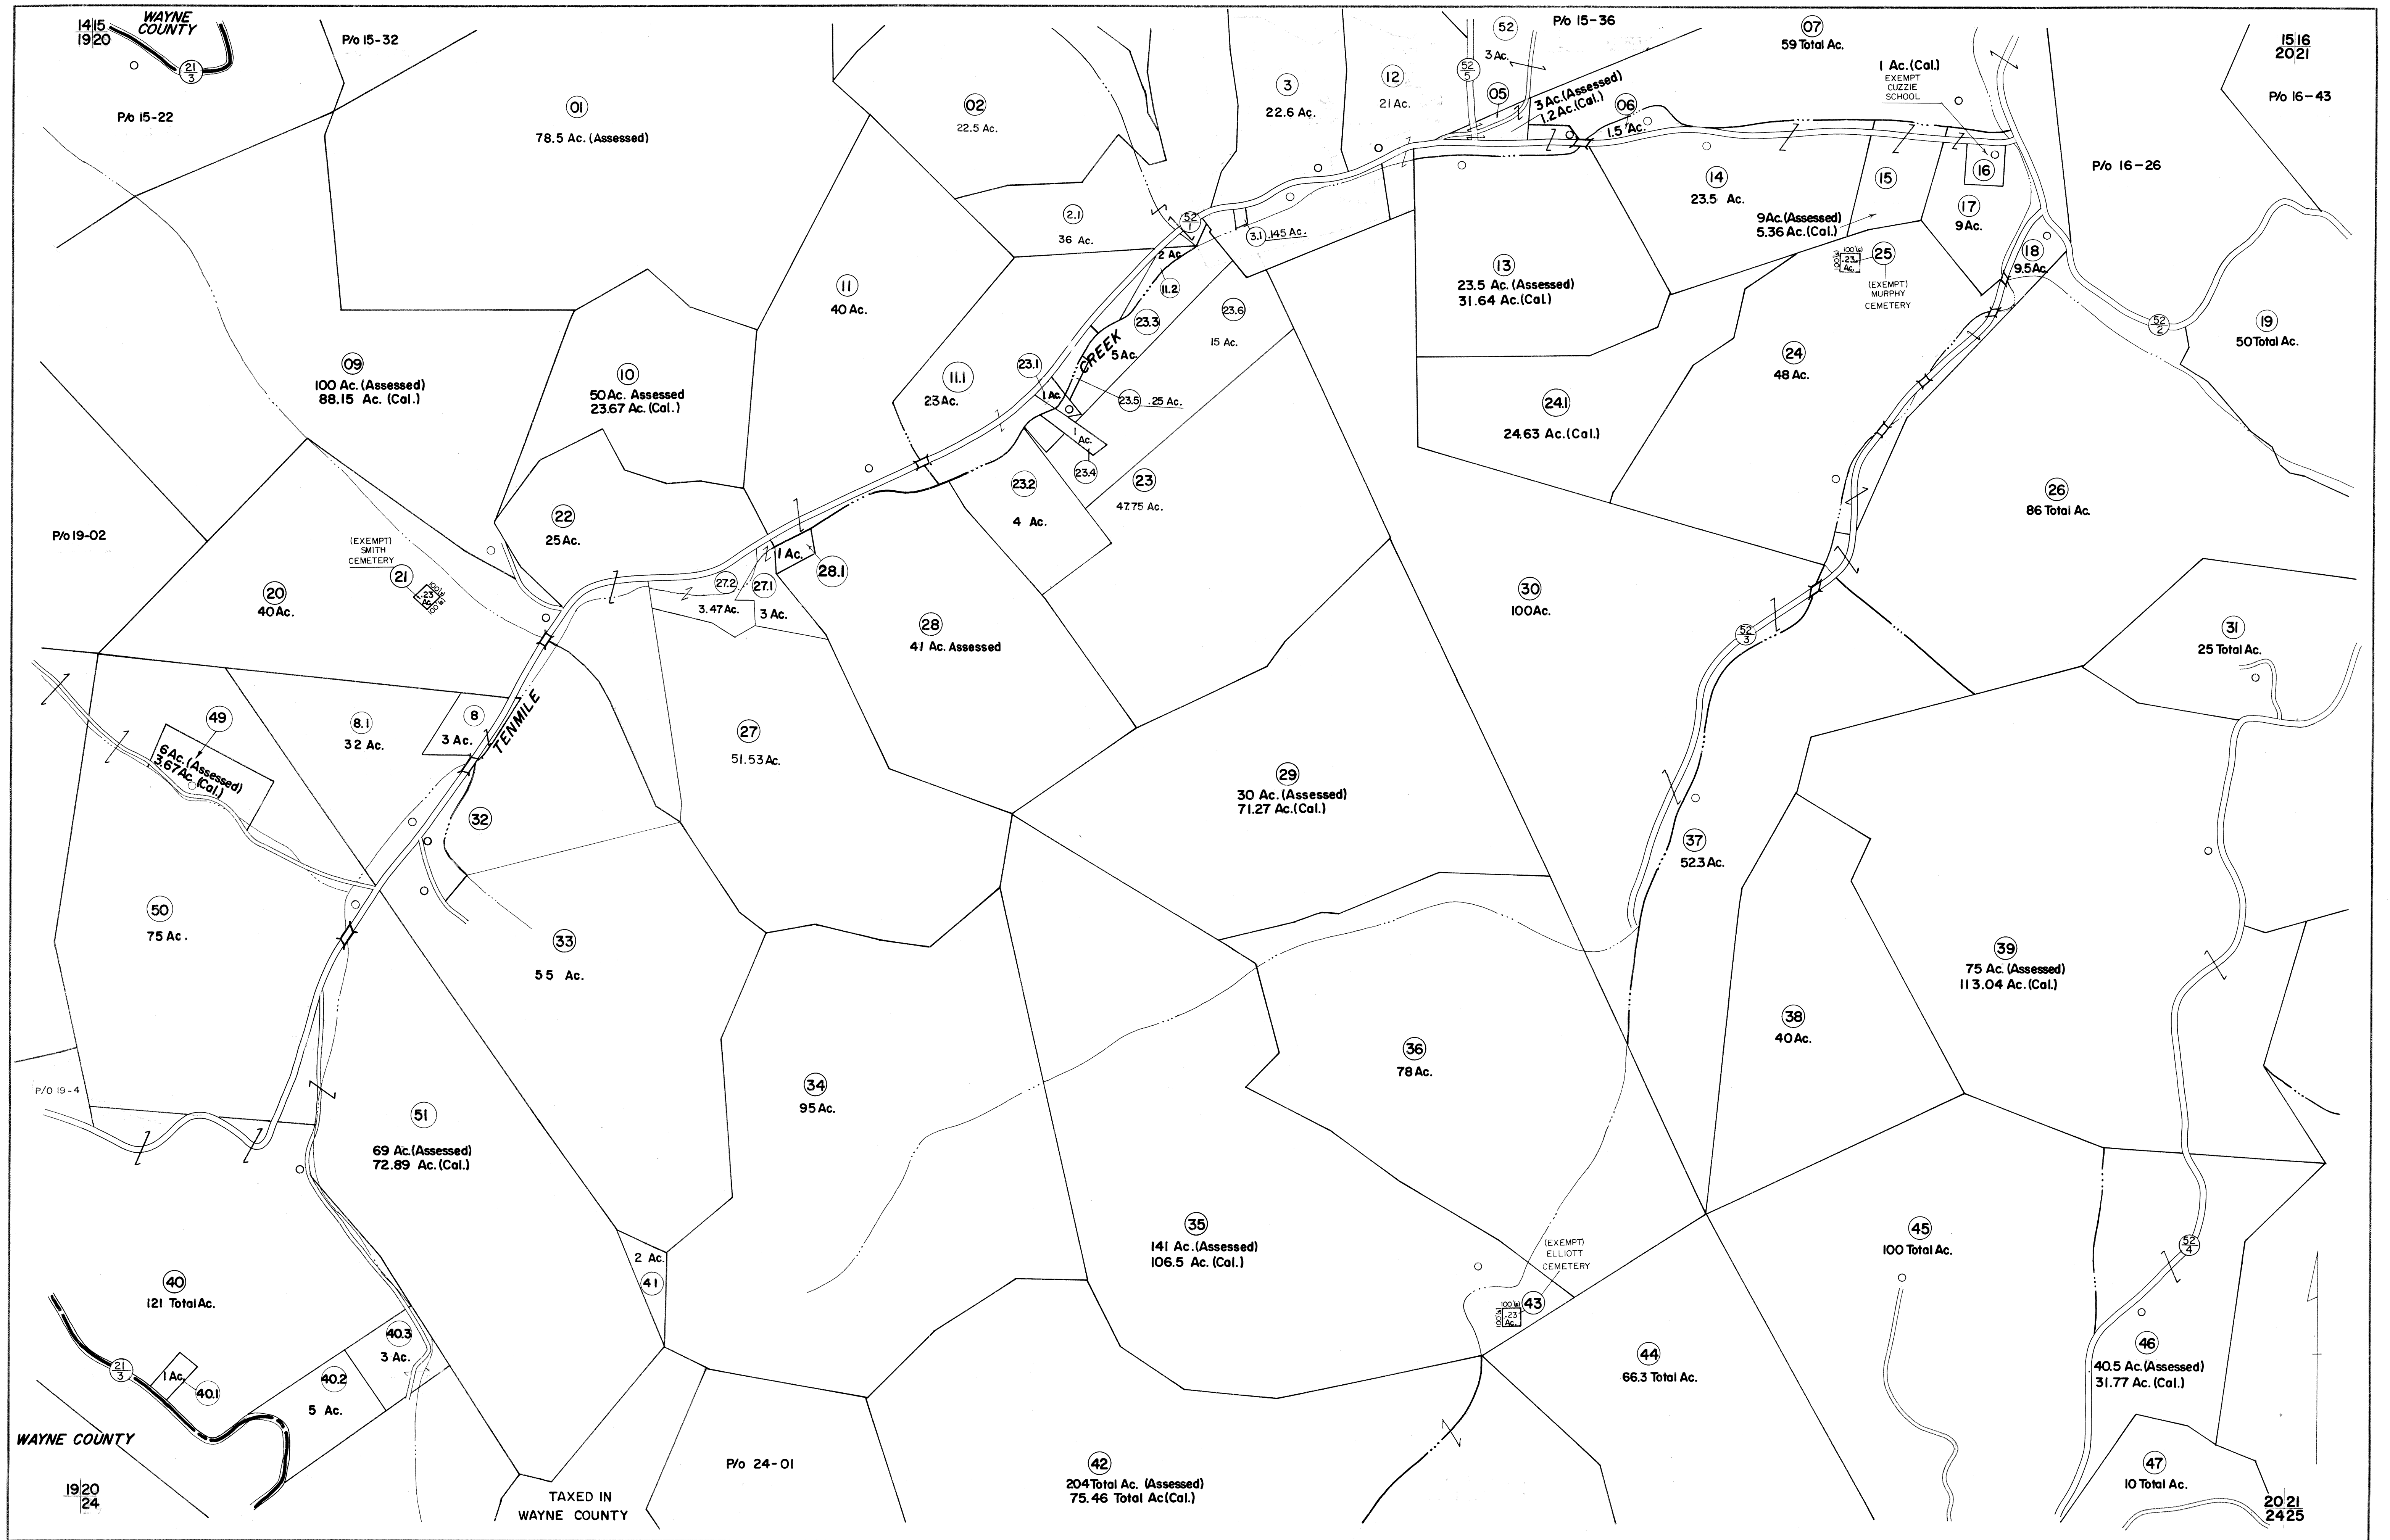 14 15
19 20
WAYNE
COUNTY
21
3
P/o 15-32
P/o 15-22
01
78.5 Ac. (Assessed)
02
22.5 Ac.
3
22.6 Ac.
12
21 Ac.
52
5
52
3 Ac.
P/o 15-36
05
3 Ac.(Assessed)
1.2 Ac.(Cal.)
06
1.5 Ac.
07
59 Total Ac.
1 Ac. (Cal.)
EXEMPT
CUZZIE
SCHOOL
15 16
20 21
P/o 16-43
P/o 16-26
2.1
36 Ac.
52
1
3.1 .145 Ac.
2 Ac
11.2
14
23.5 Ac.
15
9Ac.(Assessed)
5.36 Ac.(Cal.)
16
17
9Ac.
18
9.5Ac.
25
100'(s)
100'(s)
.23
Ac.
(EXEMPT)
MURPHY
CEMETERY
13
23.5 Ac. (Assessed)
31.64 Ac.(Cal.)
11
40 Ac.
23.3
5 Ac.
CREEK
23.6
15 Ac.
52
2
19
50 Total Ac.
09
100 Ac. (Assessed)
88.15 Ac. (Cal.)
10
50 Ac. Assessed
23.67 Ac. (Cal.)
11.1
23 Ac.
23.1
1 Ac.
23.5 .25 Ac.
1
Ac.
23.4
24
48 Ac.
24.1
24.63 Ac.(Cal.)
23.2
4 Ac.
23
47.75 Ac.
26
86 Total Ac.
P/o 19-02
22
25 Ac.
(EXEMPT)
SMITH
CEMETERY
21
.23
Ac
100'(s)
100'(s)
20
40 Ac.
1 Ac.
28.1
27.2
3.47 Ac.
27.1
3 Ac.
28
41 Ac. Assessed
30
100 Ac.
52
3
31
25 Total Ac.
49
6 Ac. (Assessed)
3.67 Ac. (Cal.)
8.1
32 Ac.
8
3 Ac.
TENMILE
27
51.53 Ac.
29
30 Ac. (Assessed)
71.27 Ac.(Cal.)
32
37
52.3 Ac.
50
75 Ac.
33
55 Ac.
39
75 Ac. (Assessed)
113.04 Ac. (Cal.)
38
40 Ac.
36
78 Ac.
P/O 19-4
34
95 Ac.
51
69 Ac.(Assessed)
72.89 Ac. (Cal.)
35
141 Ac. (Assessed)
106.5 Ac. (Cal.)
45
100 Total Ac.
52
4
2 Ac.
41
(EXEMPT)
ELLIOTT
CEMETERY
43
100'(s)
100'(s)
.23
Ac.
40
121 Total Ac.
40.3
3 Ac.
40.2
5 Ac.
21
3
1 Ac.
40.1
44
66.3 Total Ac.
46
40.5 Ac.(Assessed)
31.77 Ac. (Cal.)
WAYNE COUNTY
P/o 24-01
42
204 Total Ac. (Assessed)
75.46 Total Ac(Cal.)
47
10 Total Ac.
19 20
24
TAXED IN
WAYNE COUNTY
20 21
24 25